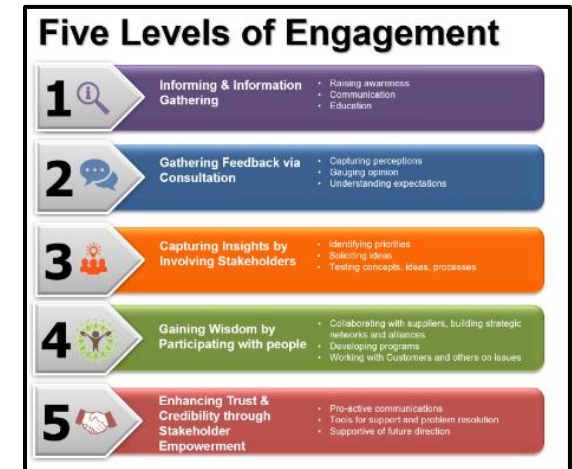 Five Levels of Engagement
1
Informing & Information
Gathering
• Raising awareness
• Communication
• Education
2
Gathering Feedback via
Consultation
• Capturing perceptions
• Gauging opinion
• Understanding expectations
3
Capturing Insights by
Involving Stakeholders
• Identifying priorities
• Soliciting ideas
• Testing concepts, ideas, processes
4
Gaining Wisdom by
Participating with people
• Collaborating with suppliers, building strategic
networks and alliances
• Developing programs
• Working with Customers and others on issues
5
Enhancing Trust &
Credibility through
Stakeholder
Empowerment
• Pro-active communications
• Tools for support and problem resolution
• Supportive of future direction